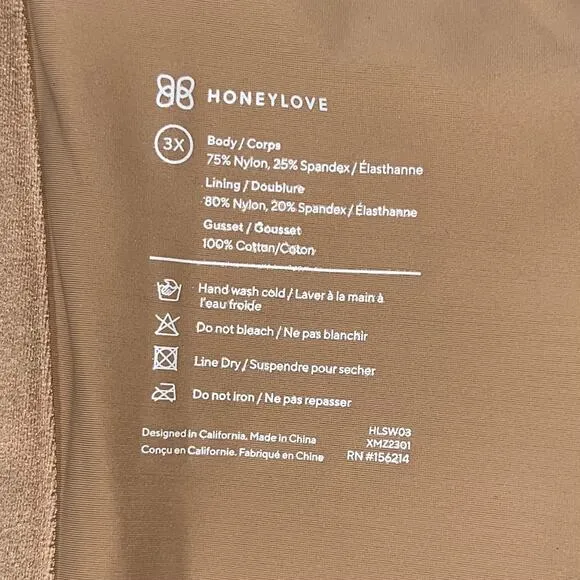 HONEYLOVE
3X
Body / Corps
75% Nylon, 25% Spandex / Élasthanne
Lining / Doublure
80% Nylon, 20% Spandex / Élasthanne
Gusset / Gousset
100% Cotton/Coton
Hand wash cold / Laver à la main à
l'eau froide
Do not bleach / Ne pas blanchir
Line Dry / Suspendre pour secher
Do not iron / Ne pas repasser
Designed in California. Made in China
Conçu en Californie. Fabriqué en Chine
HLSW03
XMZ2301
RN #156214